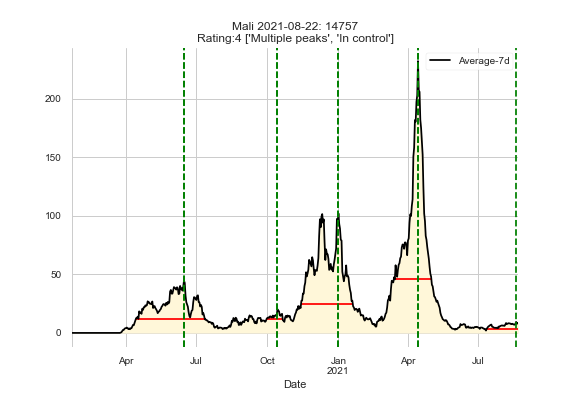 Mali 2021-08-22: 14757
Rating:4 ['Multiple peaks', 'In control']
Average-7d
200
150
100
50
0
Apr Jul Oct Jan Apr Jul
2021
Date